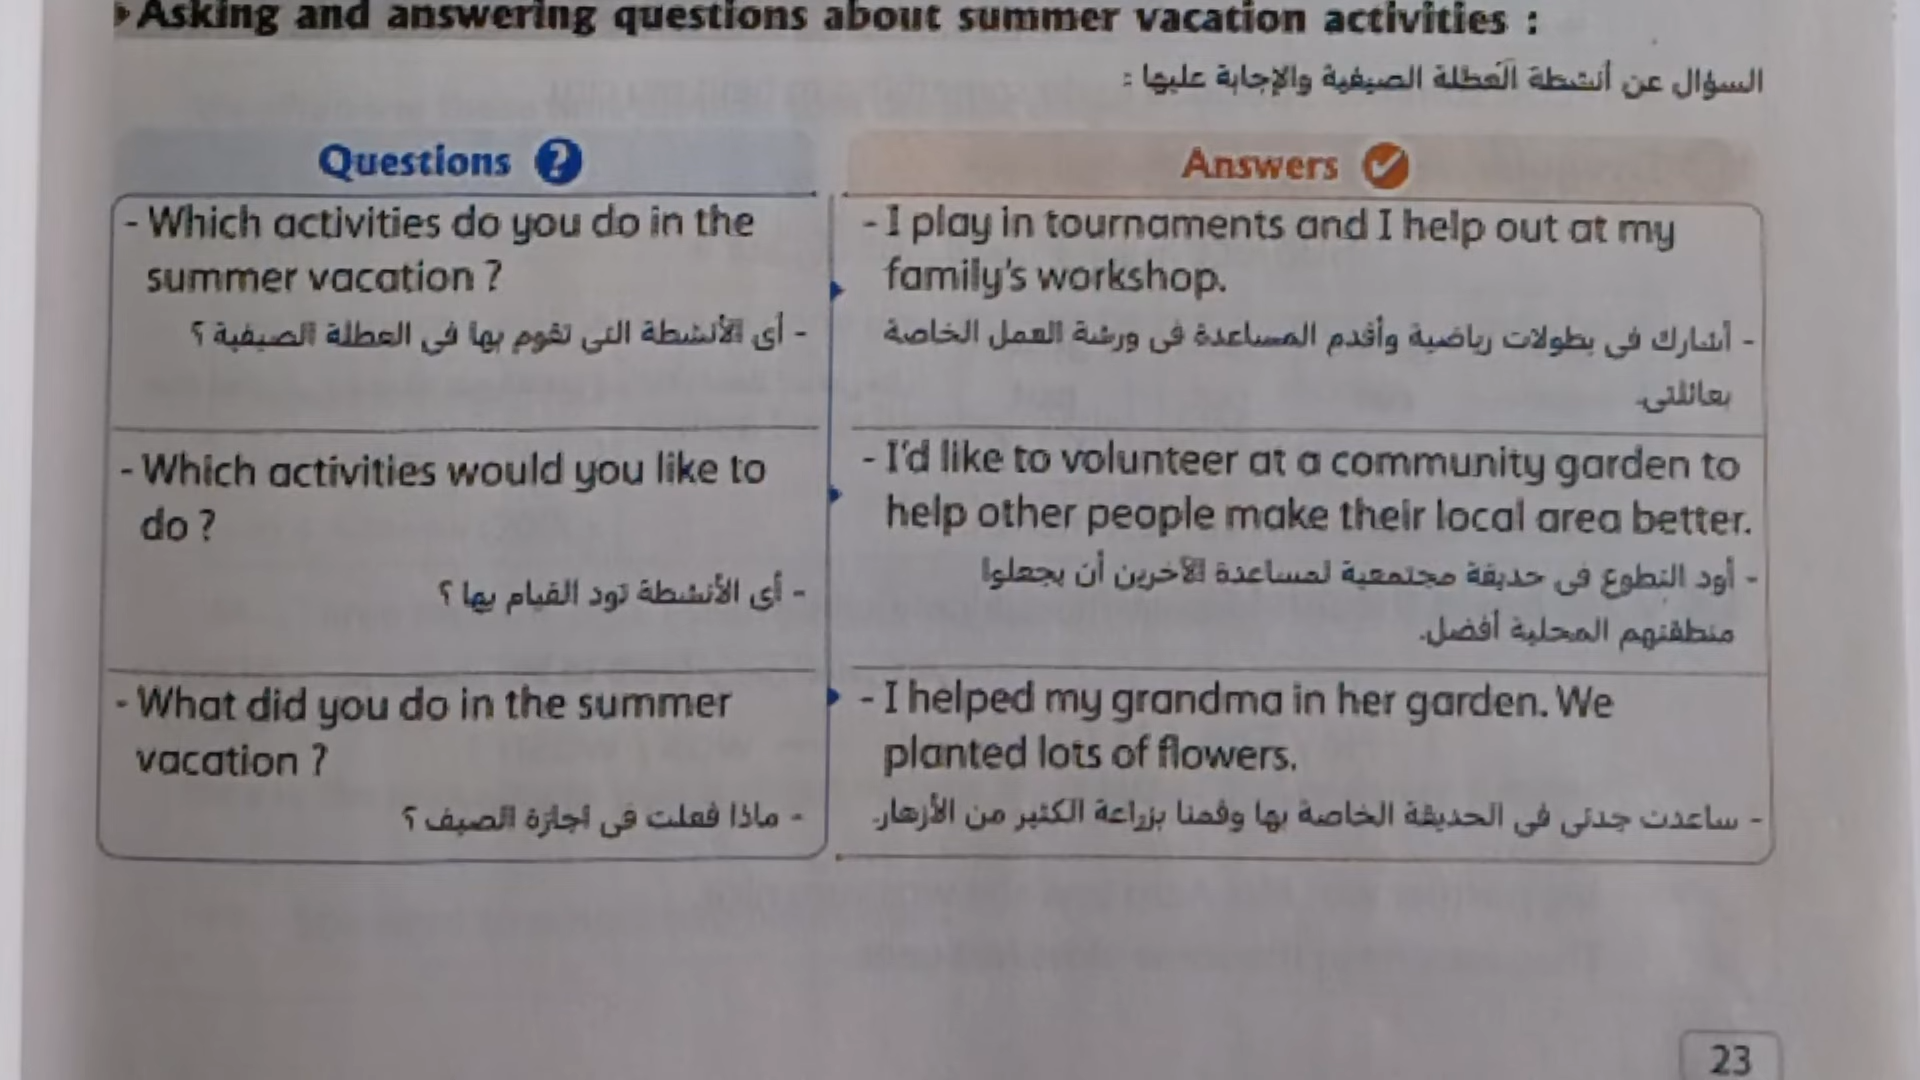 Asking and answering questions about summer vacation activities :
السؤال عن أنشطة العطلة الصيفية والإجابة عليها :
Questions ?
Answers
- Which activities do you do in the
summer vacation ?
- أى الأنشطة التى تقوم بها فى العطلة الصيفية ؟
- I play in tournaments and I help out at my
family's workshop.
- أشارك فى بطولات رياضية وأقدم المساعدة فى ورشة العمل الخاصة
بعائلتى.
- Which activities would you like to
do ?
- أى الأنشطة تود القيام بها ؟
- I'd like to volunteer at a community garden to
help other people make their local area better.
- أود التطوع فى حديقة مجتمعية لمساعدة الآخرين أن يجعلوا
منطقتهم المحلية أفضل.
- What did you do in the summer
vacation ?
- ماذا فعلت فى اجازة الصيف ؟
- I helped my grandma in her garden. We
planted lots of flowers.
- ساعدت جدتى فى الحديقة الخاصة بها وقمنا بزراعة الكثير من الأزهار.
23